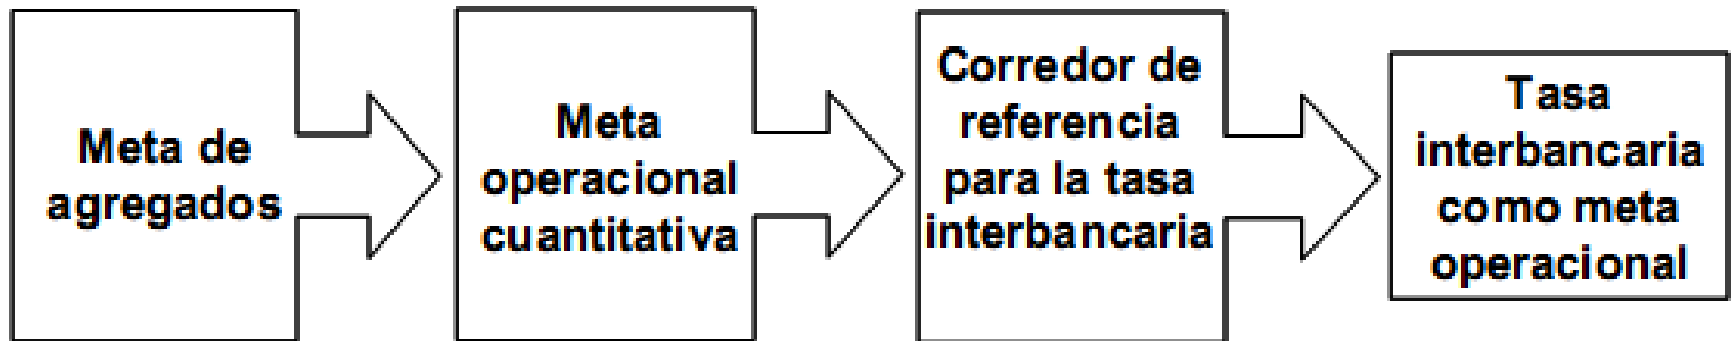 Meta de
agregados
Meta
operacional
cuantitativa
Corredor de
referencia
para la tasa
interbancaria
Tasa
interbancaria
como meta
operacional